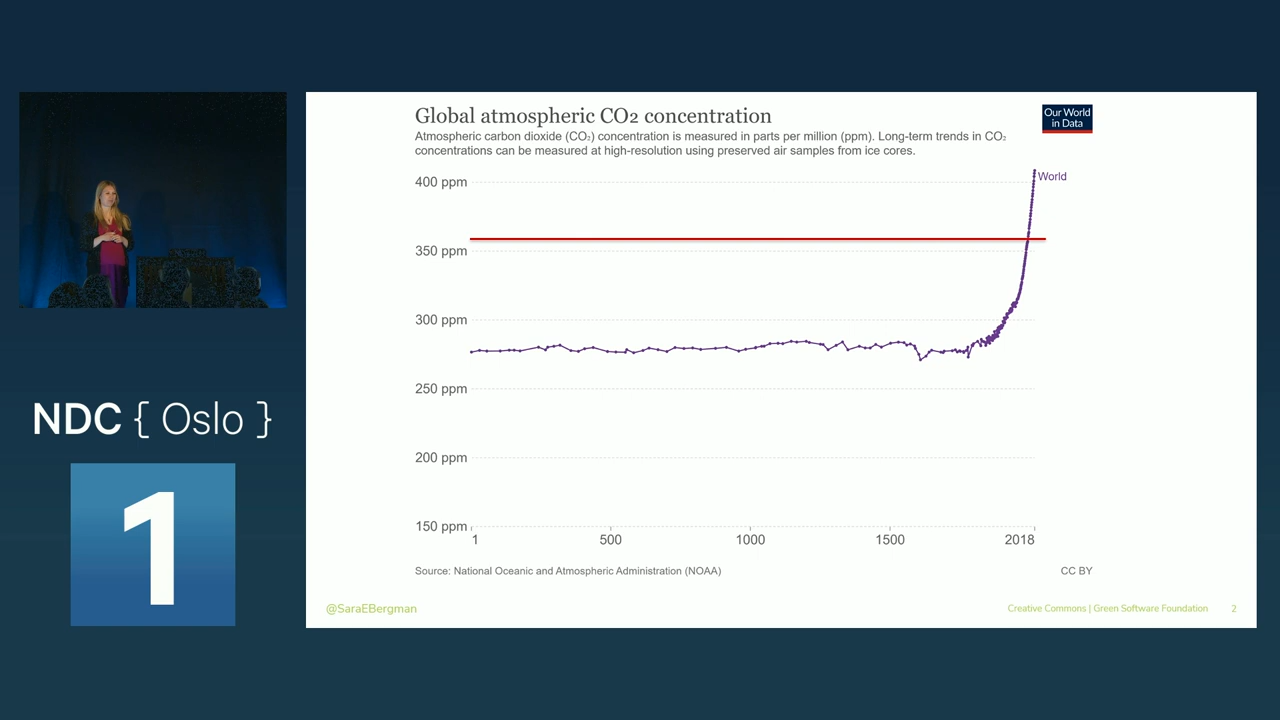 Global atmospheric CO₂ concentration
Our World
in Data
Atmospheric carbon dioxide (CO₂) concentration is measured in parts per million (ppm). Long-term trends in CO₂
concentrations can be measured at high-resolution using preserved air samples from ice cores.
400 ppm
World
350 ppm
300 ppm
250 ppm
200 ppm
150 ppm
1 500 1000 1500 2018
Source: National Oceanic and Atmospheric Administration (NOAA)
CC BY
@SaraEBergman
Creative Commons | Green Software Foundation 2
NDC { Oslo }
1